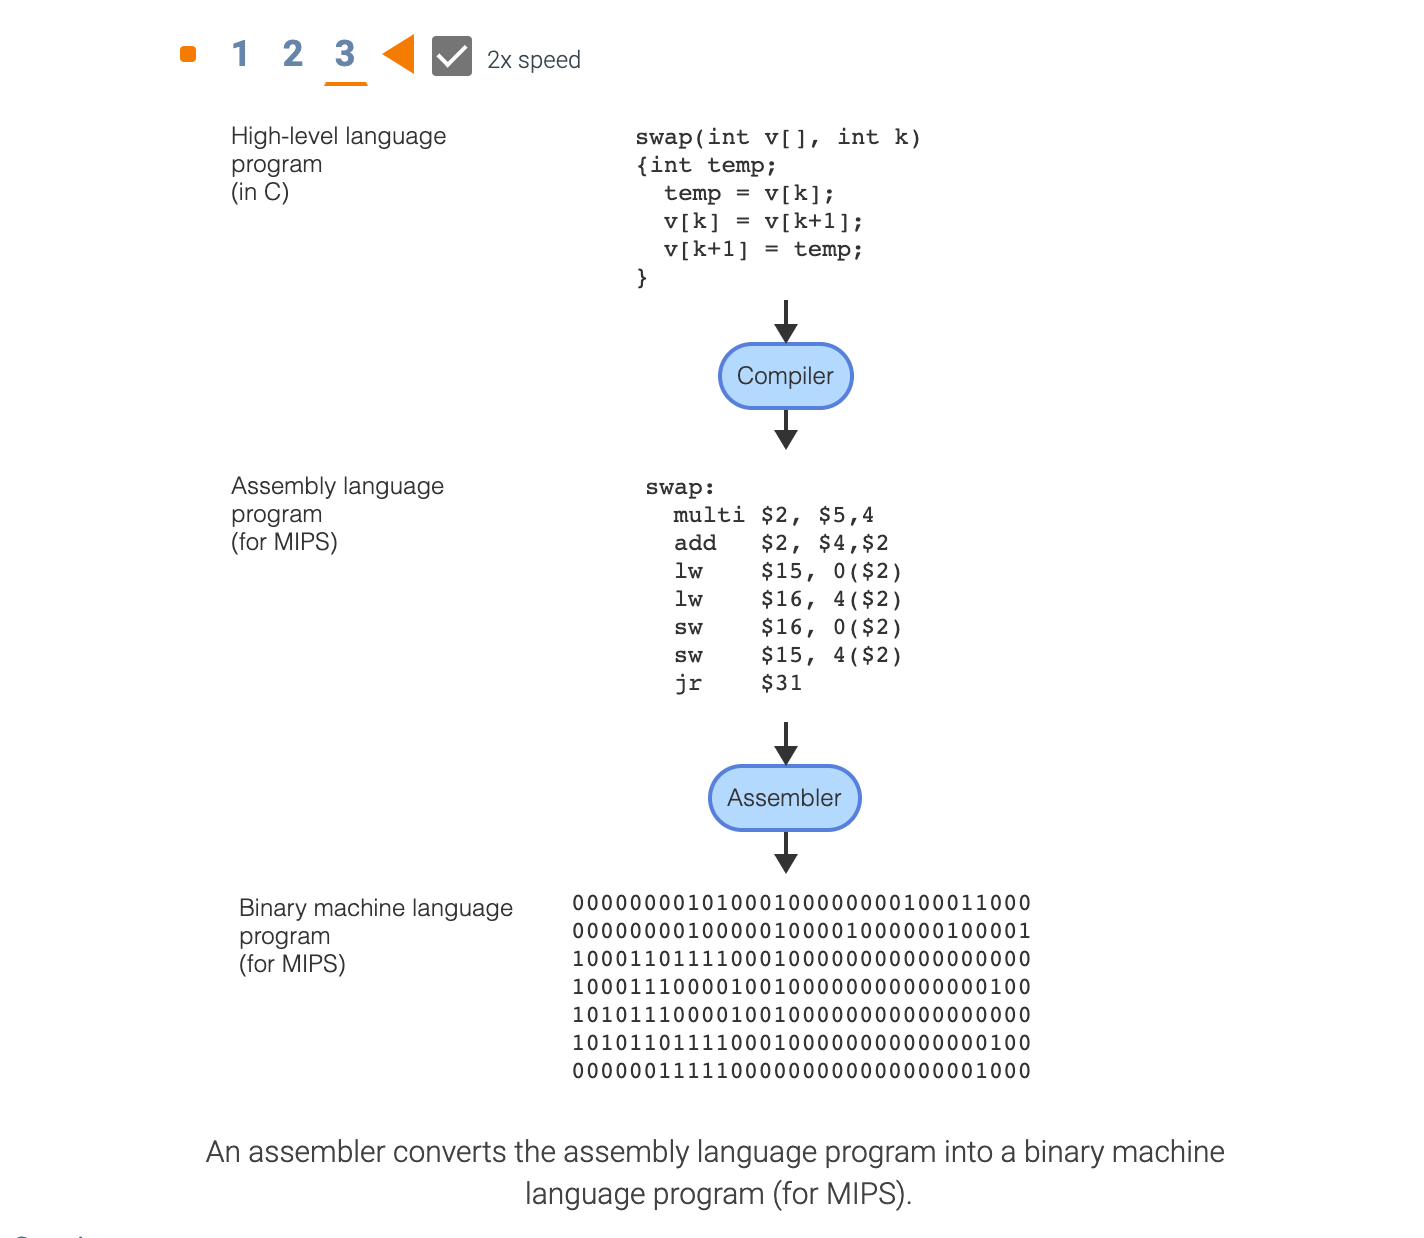 1 2 3 2x speed
High-level language
program
(in C)
swap(int v[], int k)
{int temp;
temp = v[k];
v[k] = v[k+1];
v[k+1] = temp;
}
Compiler
Assembly language
program
(for MIPS)
swap:
multi $2, $5,4
add $2, $4,$2
lw $15, 0($2)
lw $16, 4($2)
sw $16, 0($2)
sw $15, 4($2)
jr $31
Assembler
Binary machine language
program
(for MIPS)
00000000101000100000000100011000
00000000100000100001000000100001
10001101111000100000000000000000
10001110000100100000000000000100
10101110000100100000000000000000
10101101111000100000000000000100
00000011111000000000000000001000
An assembler converts the assembly language program into a binary machine
language program (for MIPS).